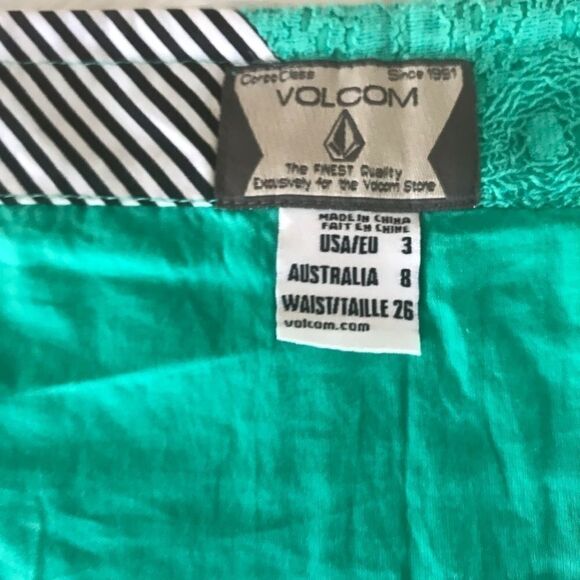 Corpo Class Since 1991
VOLCOM
The FINEST Quality
Exclusively for the Volcom Stone
MADE IN CHINA
FAIT EN CHINE
USA/EU 3
AUSTRALIA 8
WAIST/TAILLE 26
volcom.com